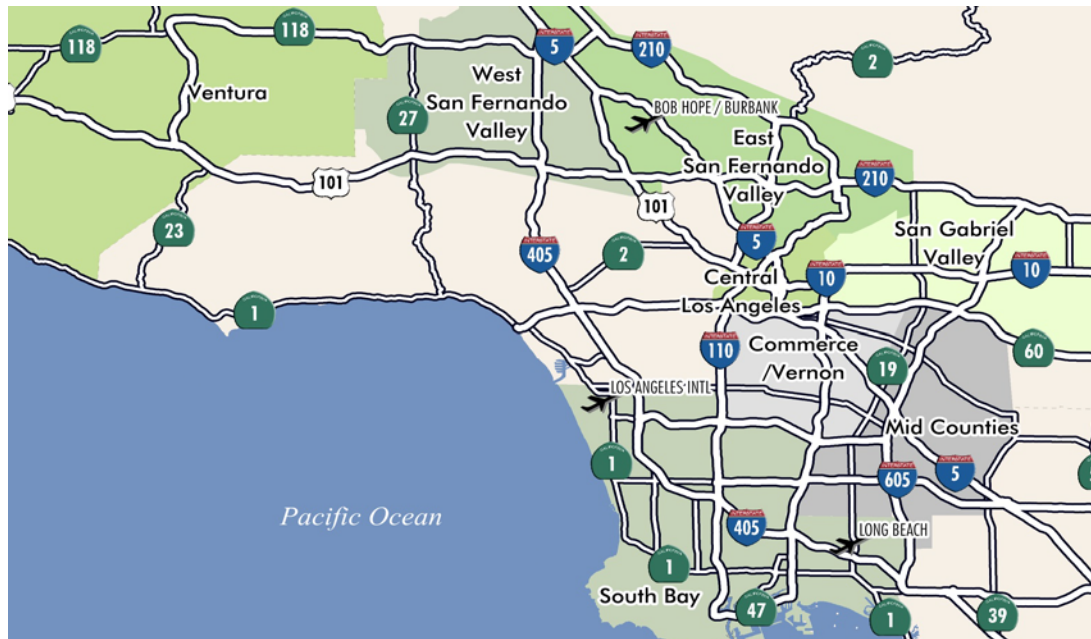 118
118
5
210
2
Ventura
West
San Fernando
Valley
27
BOB HOPE / BURBANK
East
San Fernando
Valley
101
101
210
23
405
2
5
San Gabriel
Valley
10
10
Central
Los Angeles
1
110
Commerce
/Vernon
19
60
LOS ANGELES INTL
Mid Counties
1
605
5
Pacific Ocean
405
LONG BEACH
1
South Bay
47
1
39